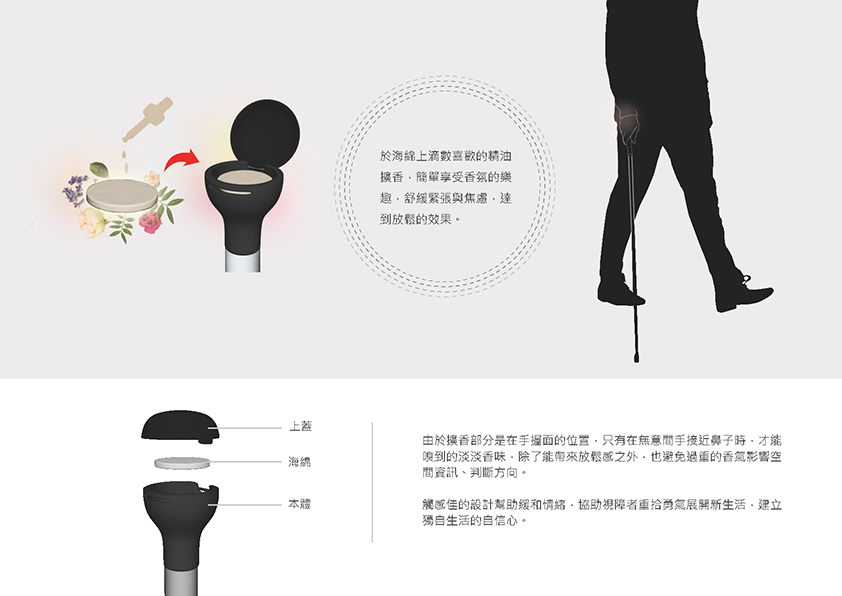 於海綿上滴數喜歡的精油
擴香，簡單享受香氛的樂
趣，舒緩緊張與焦慮，達
到放鬆的效果。
上蓋
海綿
本體
由於擴香部分是在手握面的位置，只有在無意間手接近鼻子時，才能
嗅到的淡淡香味，除了能帶來放鬆感之外，也避免過重的香氣影響空
間資訊、判斷方向。
觸感佳的設計幫助緩和情緒，協助視障者重拾勇氣展開新生活，建立
獨自生活的自信心。